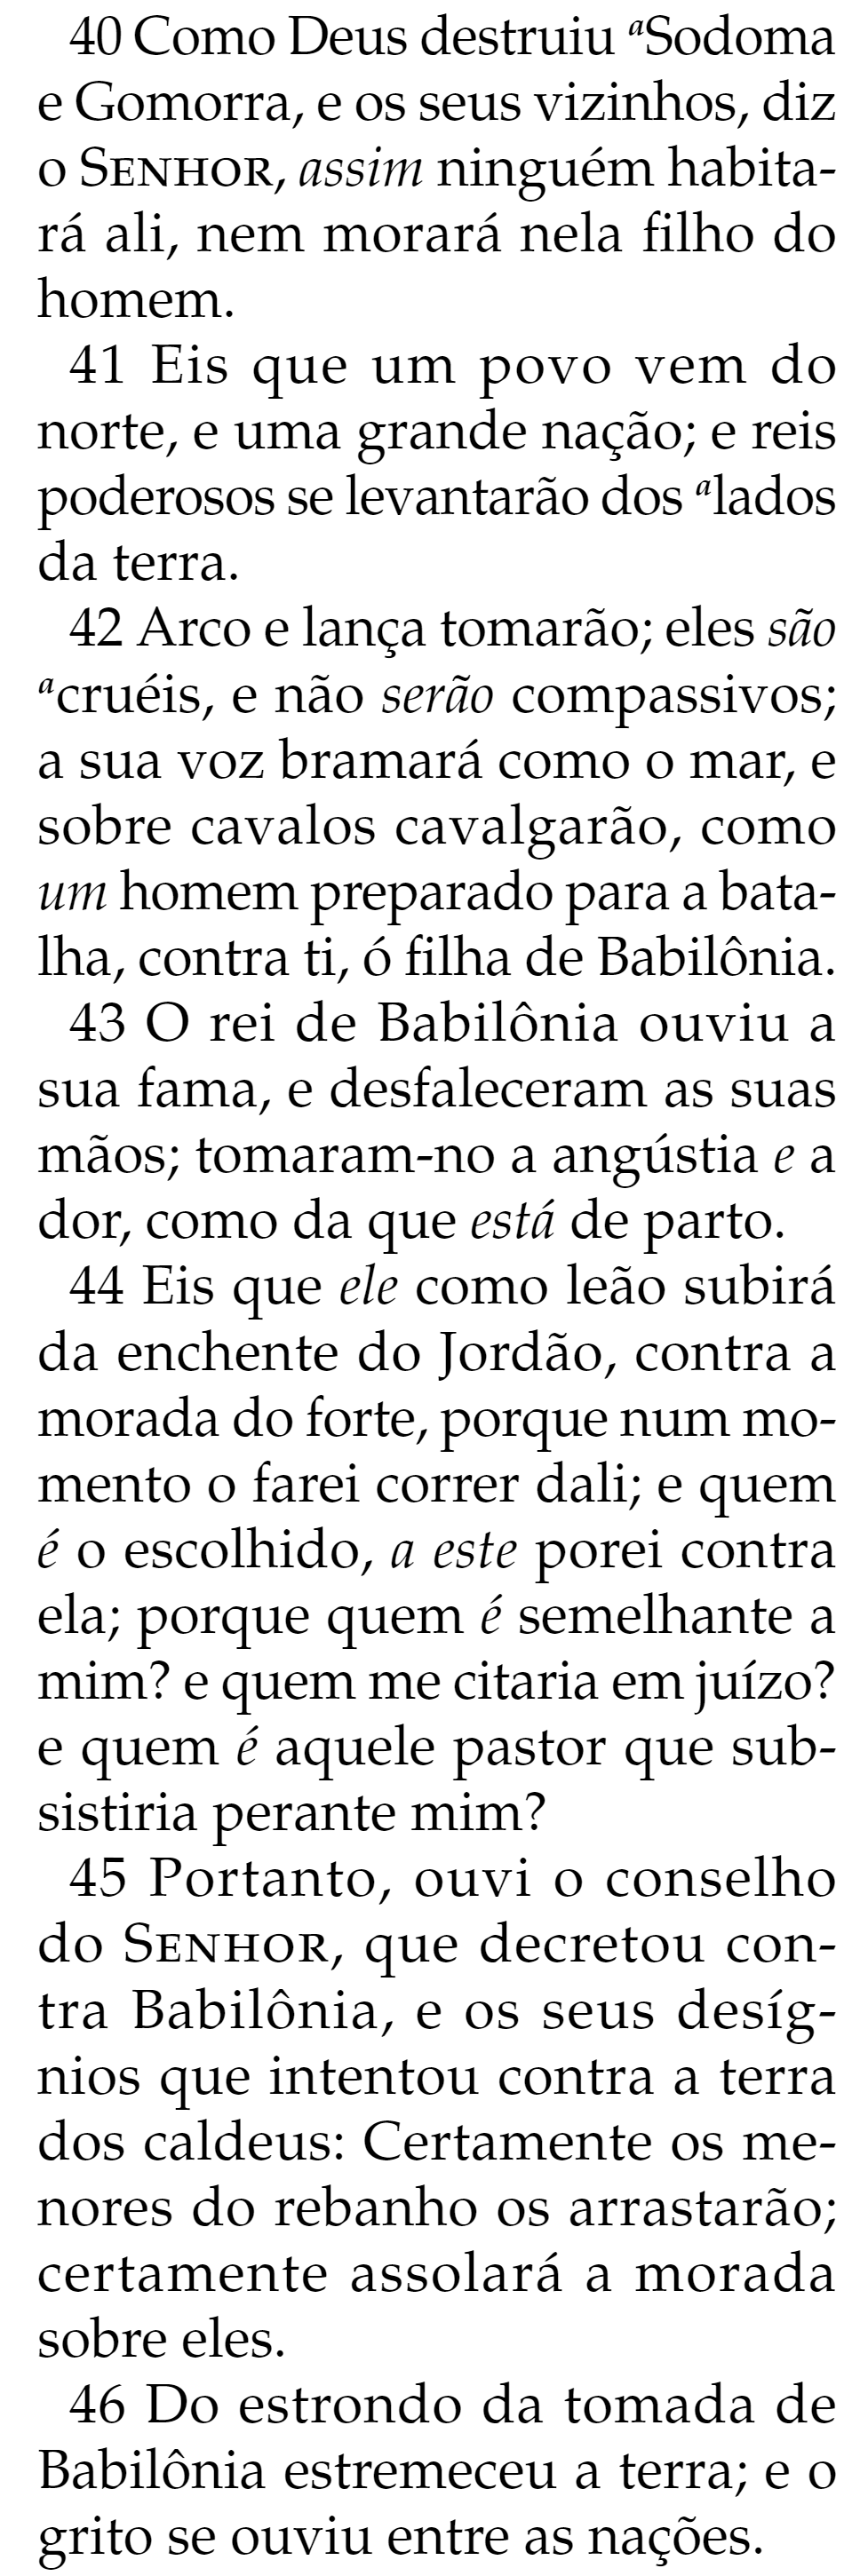 40 Como Deus destruiu ªSodoma
e Gomorra, e os seus vizinhos, diz
o SENHOR, assim ninguém habita-
rá ali, nem morará nela filho do
homem.
41 Eis que um povo vem do
norte, e uma grande nação; e reis
poderosos se levantarão dos ªlados
da terra.
42 Arco e lança tomarão; eles são
ªcruéis, e não serão compassivos;
a sua voz bramará como o mar, e
sobre cavalos cavalgarão, como
um homem preparado para a bata-
lha, contra ti, ó filha de Babilônia.
43 O rei de Babilônia ouviu a
sua fama, e desfaleceram as suas
mãos; tomaram-no a angústia e a
dor, como da que está de parto.
44 Eis que ele como leão subirá
da enchente do Jordão, contra a
morada do forte, porque num mo-
mento o farei correr dali; e quem
é o escolhido, a este porei contra
ela; porque quem é semelhante a
mim? e quem me citaria em juízo?
e quem é aquele pastor que sub-
sistiria perante mim?
45 Portanto, ouvi o conselho
do SENHOR, que decretou con-
tra Babilônia, e os seus desíg-
nios que intentou contra a terra
dos caldeus: Certamente os me-
nores do rebanho os arrastarão;
certamente assolará a morada
sobre eles.
46 Do estrondo da tomada de
Babilônia estremeceu a terra; e o
grito se ouviu entre as nações.